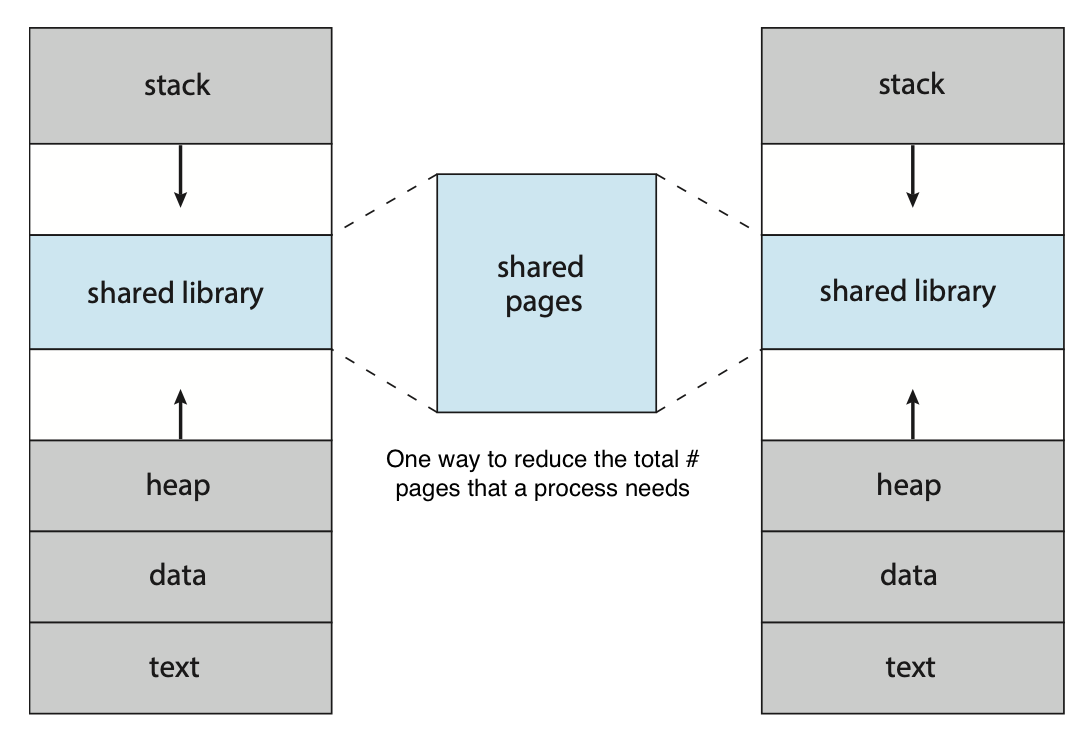 stack
shared library
heap
data
text
shared
pages
One way to reduce the total #
pages that a process needs
stack
shared library
heap
data
text